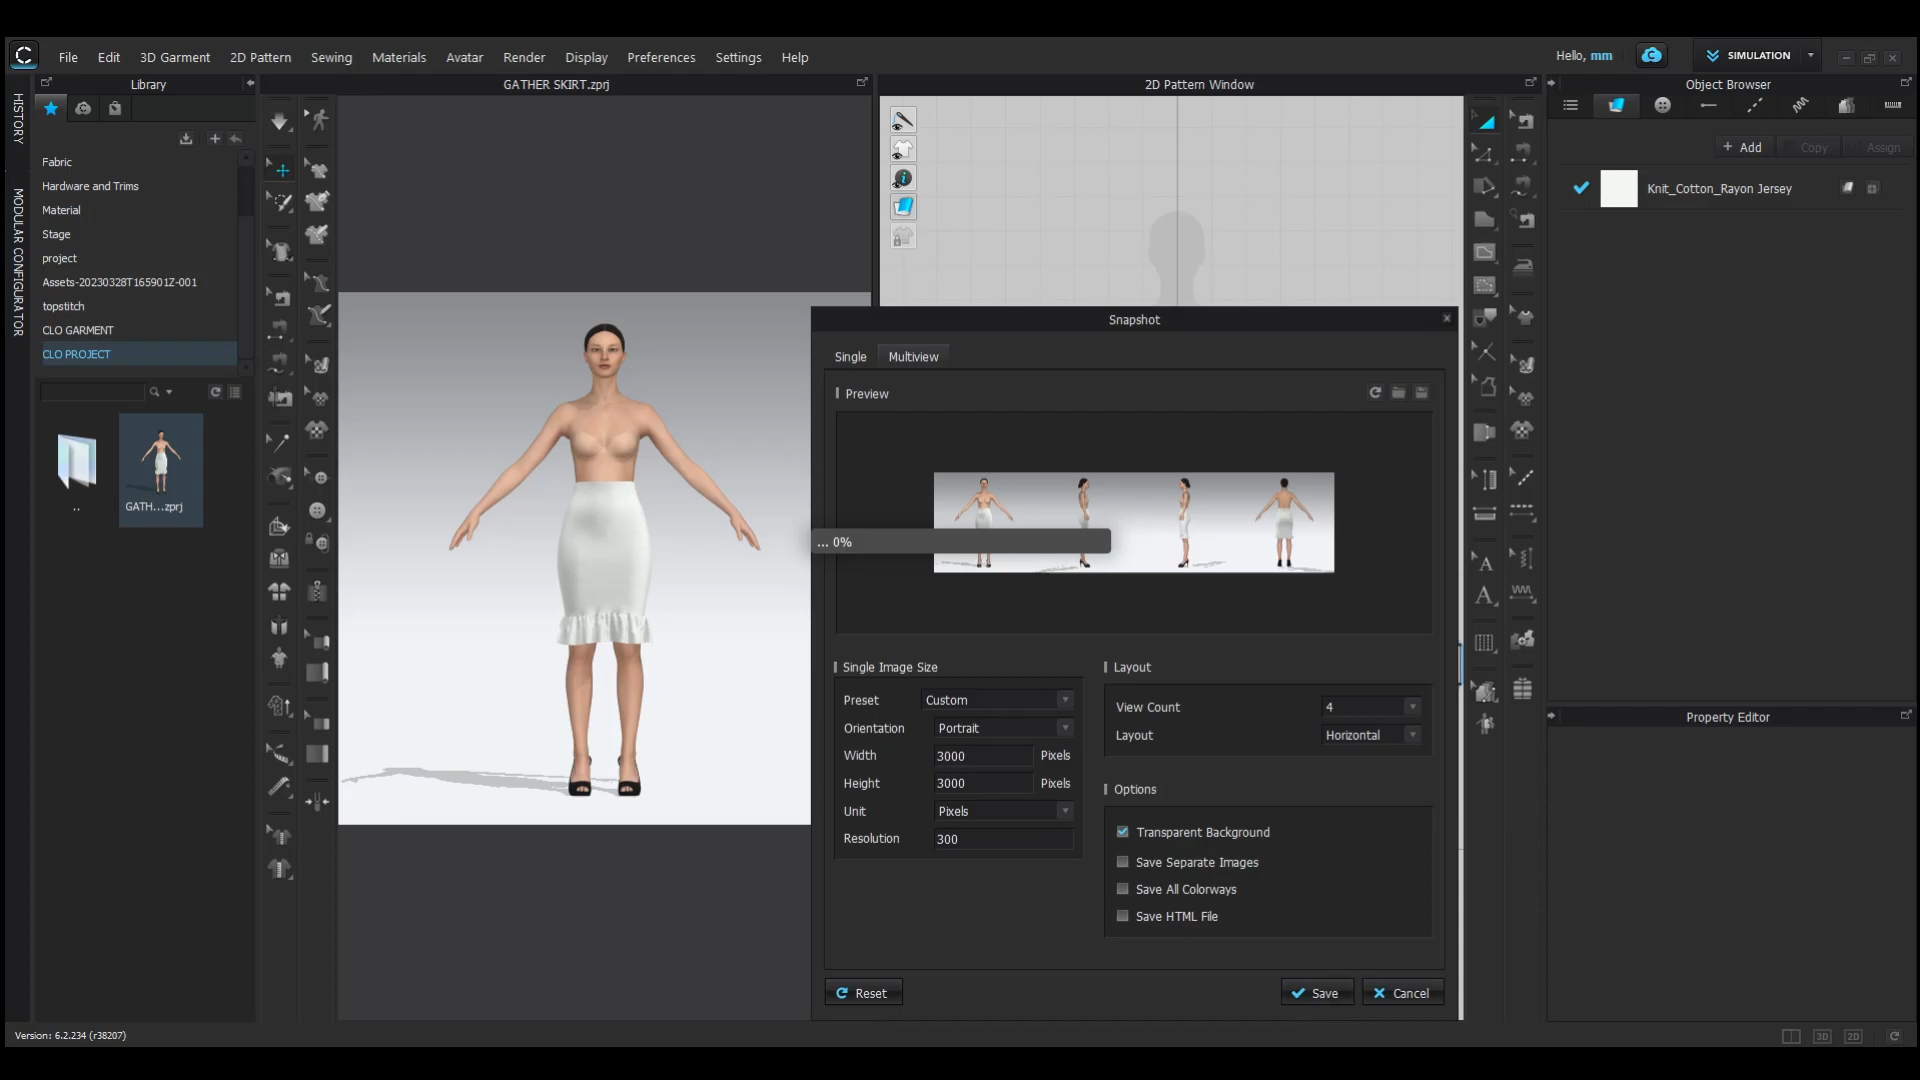 File Edit 3D Garment 2D Pattern Sewing Materials Avatar Render Display Preferences Settings Help
Hello, mm
SIMULATION
HISTORY
MODULAR CONFIGURATOR
Library
Fabric
Hardware and Trims
Material
Stage
project
Assets-20230328T165901Z-001
topstitch
CLO GARMENT
CLO PROJECT
..
GATH...zprj
GATHER SKIRT.zprj
2D Pattern Window
Snapshot
Single Multiview
Preview
... 0%
Single Image Size
Preset Custom
Orientation Portrait
Width 3000 Pixels
Height 3000 Pixels
Unit Pixels
Resolution 300
Layout
View Count 4
Layout Horizontal
Options
Transparent Background
Save Separate Images
Save All Colorways
Save HTML File
Reset
Save
Cancel
Object Browser
+ Add Copy Assign
Knit_Cotton_Rayon Jersey
Property Editor
Version: 6.2.234 (r38207)
3D 2D